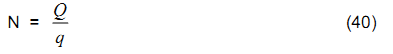 N = Q/q (40)